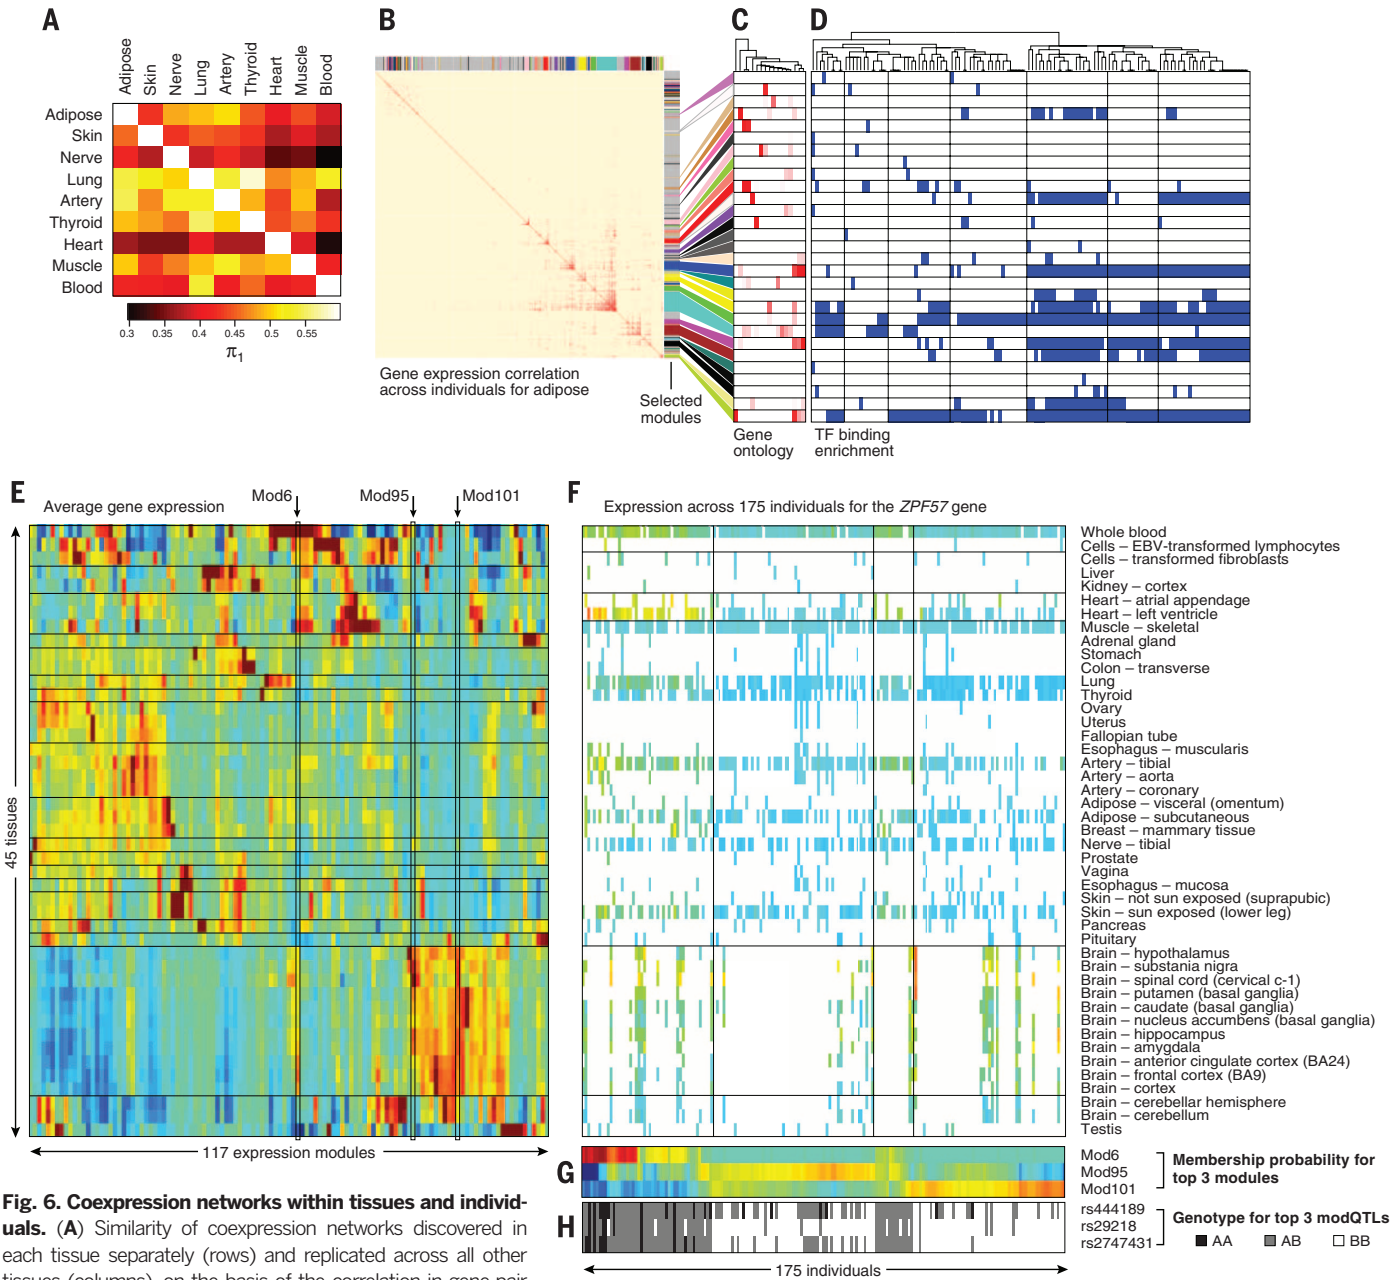 A
Adipose
Skin
Nerve
Lung
Artery
Thyroid
Heart
Muscle
Blood
Adipose
Skin
Nerve
Lung
Artery
Thyroid
Heart
Muscle
Blood
0.3 0.35 0.4 0.45 0.5 0.55
π1
B
Gene expression correlation
across individuals for adipose
Selected
modules
C
Gene
ontology
D
TF binding
enrichment
E
Average gene expression
Mod6
Mod95
Mod101
45 tissues
117 expression modules
F
Expression across 175 individuals for the ZPF57 gene
Whole blood
Cells – EBV-transformed lymphocytes
Cells – transformed fibroblasts
Liver
Kidney – cortex
Heart – atrial appendage
Heart – left ventricle
Muscle – skeletal
Adrenal gland
Stomach
Colon – transverse
Lung
Thyroid
Ovary
Uterus
Fallopian tube
Esophagus – muscularis
Artery – tibial
Artery – aorta
Artery – coronary
Adipose – visceral (omentum)
Adipose – subcutaneous
Breast – mammary tissue
Nerve – tibial
Prostate
Vagina
Esophagus – mucosa
Skin – not sun exposed (suprapubic)
Skin – sun exposed (lower leg)
Pancreas
Pituitary
Brain – hypothalamus
Brain – substania nigra
Brain – spinal cord (cervical c-1)
Brain – putamen (basal ganglia)
Brain – caudate (basal ganglia)
Brain – nucleus accumbens (basal ganglia)
Brain – hippocampus
Brain – amygdala
Brain – anterior cingulate cortex (BA24)
Brain – frontal cortex (BA9)
Brain – cortex
Brain – cerebellar hemisphere
Brain – cerebellum
Testis
G
Mod6
Mod95
Mod101
Membership probability for
top 3 modules
H
rs444189
rs29218
rs2747431
Genotype for top 3 modQTLs
AA AB BB
175 individuals
Fig. 6. Coexpression networks within tissues and individ-
uals. (A) Similarity of coexpression networks discovered in
each tissue separately (rows) and replicated across all other
tissues (columns), on the basis of the correlation in gene pair